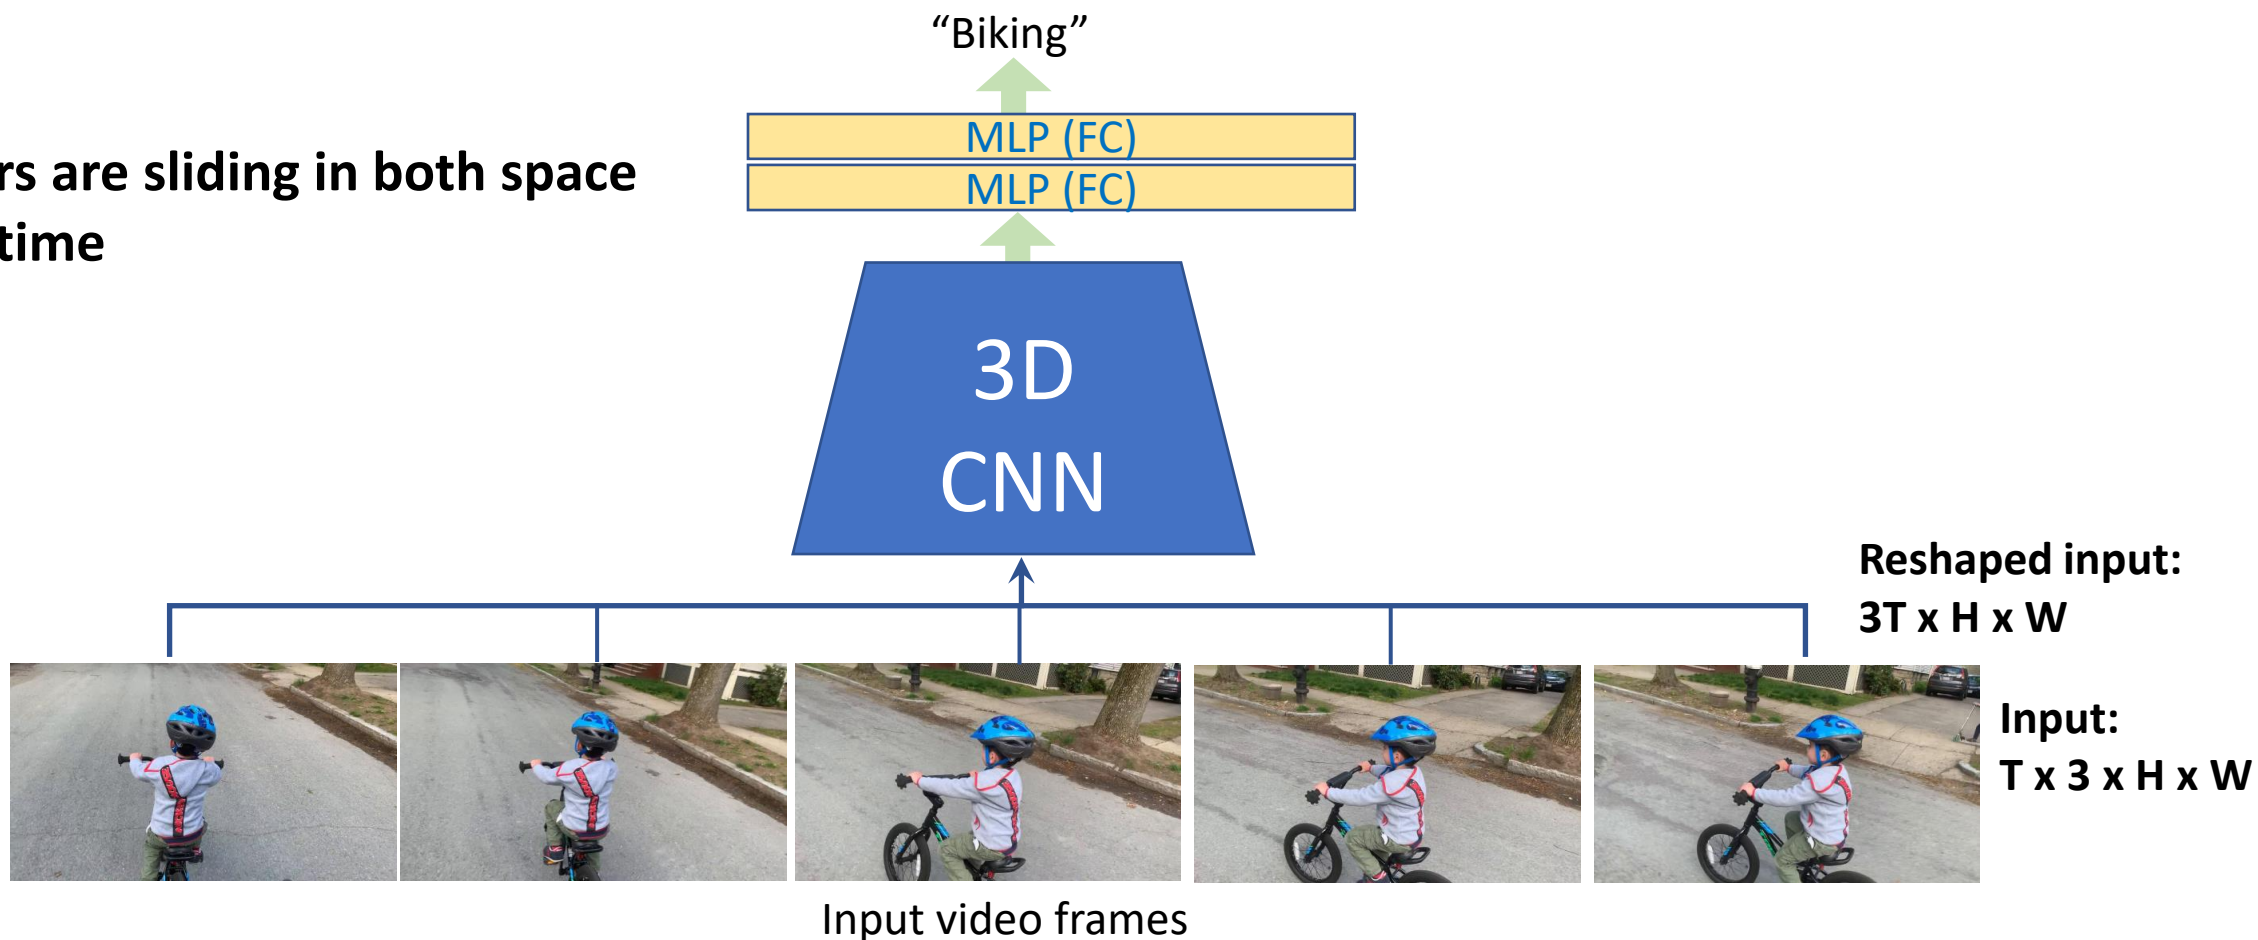 “Biking”
MLP (FC)
MLP (FC)
rs are sliding in both space
time
3D
CNN
Reshaped input:
3T x H x W
Input:
T x 3 x H x W
Input video frames